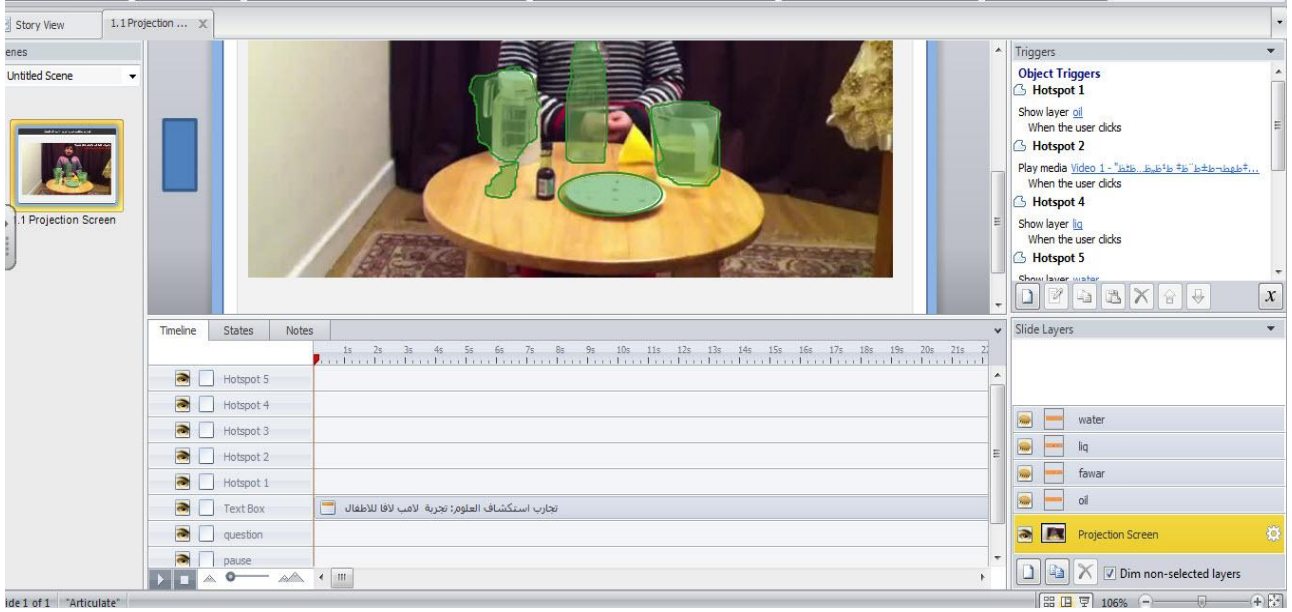 Story View
1.1 Projection ... X
enes
Untitled Scene
.1 Projection Screen
Triggers
Object Triggers
Hotspot 1
Show layer oil
When the user clicks
Hotspot 2
Play media Video 1 - "
When the user clicks
Hotspot 4
Show layer liq
When the user clicks
Hotspot 5
Show layer water
x
Timeline States Notes
1s 2s 3s 4s 5s 6s 7s 8s 9s 10s 11s 12s 13s 14s 15s 16s 17s 18s 19s 20s 21s
Hotspot 5
Hotspot 4
Hotspot 3
Hotspot 2
Hotspot 1
Text Box
تجارب استكشاف العلوم: تجربة لامب لافا للاطفال
question
pause
Slide Layers
water
liq
fawar
oil
Projection Screen
Dim non-selected layers
ide 1 of 1 "Articulate"
106%